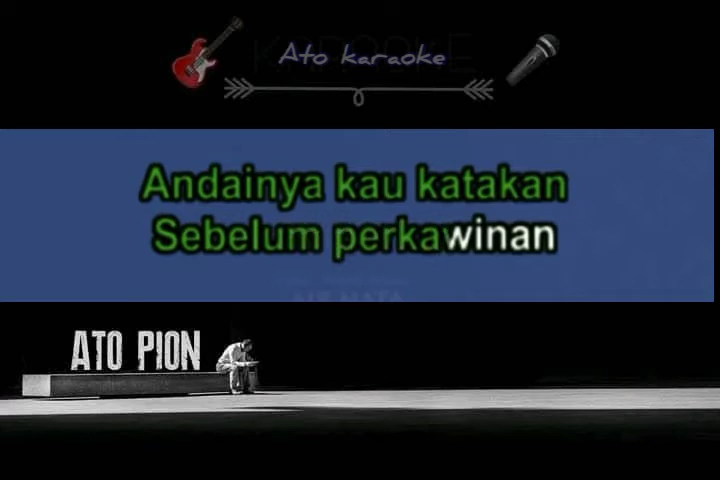 Ato karaoke
Andainya kau katakan
Sebelum perkawinan
ATO PION